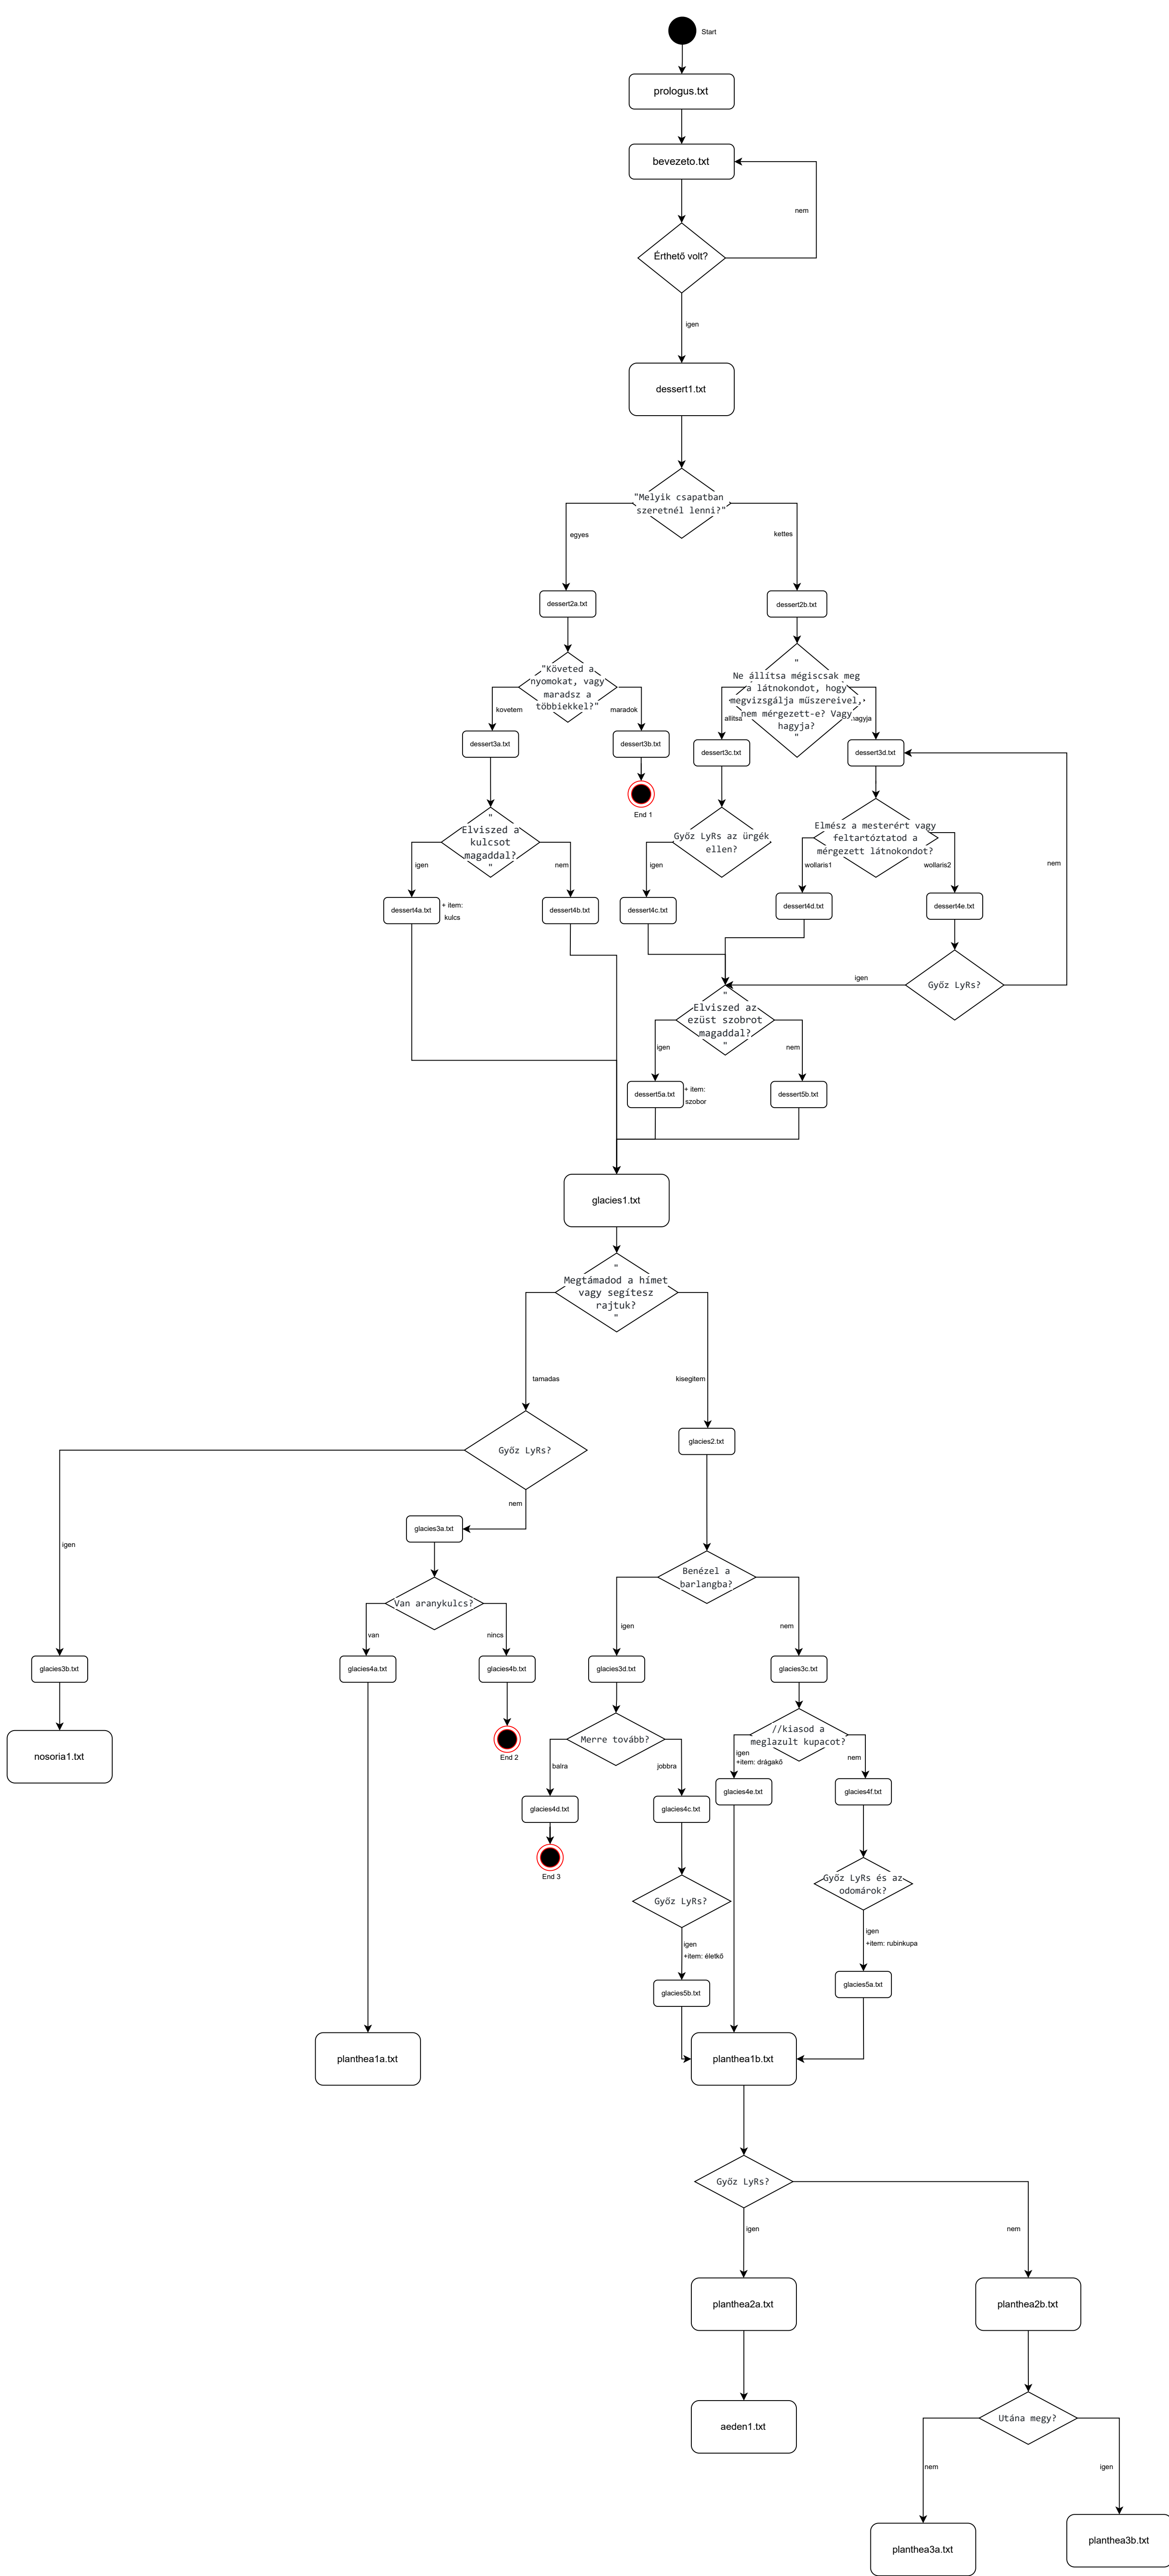 Start
prologus.txt
bevezeto.txt
nem
Érthető volt?
igen
dessert1.txt
"Melyik csapatban
szeretnél lenni?"
egyes
kettes
dessert2a.txt
dessert2b.txt
"Követed a
nyomokat, vagy
maradsz a
többiekkel?"
"
Ne állítsa mégiscsak meg
a látnokondot, hogy
megvizsgálja műszereivel,
nem mérgezett-e? Vagy
hagyja?
"
kovetem
maradok
allitsa
hagyja
dessert3a.txt
dessert3b.txt
dessert3c.txt
dessert3d.txt
End 1
"
Elviszed a
kulcsot
magaddal?
"
Győz LyRs az ürgék
ellen?
Elmész a mesterért vagy
feltartóztatod a
mérgezett látnokondot?
igen
nem
igen
wollaris1
wollaris2
nem
dessert4a.txt
+ item:
kulcs
dessert4b.txt
dessert4c.txt
dessert4d.txt
dessert4e.txt
igen
Győz LyRs?
"
Elviszed az
ezüst szobrot
magaddal?
"
igen
nem
dessert5a.txt
+ item:
szobor
dessert5b.txt
glacies1.txt
"
Megtámadod a hímet
vagy segítesz
rajtuk?
"
tamadas
kisegitem
Győz LyRs?
glacies2.txt
nem
glacies3a.txt
igen
Benézel a
barlangba?
Van aranykulcs?
igen
nem
van
nincs
glacies3b.txt
glacies4a.txt
glacies4b.txt
glacies3d.txt
glacies3c.txt
nosoria1.txt
End 2
Merre tovább?
//kiasod a
meglazult kupacot?
balra
jobbra
igen
+item: drágakő
nem
glacies4d.txt
glacies4c.txt
glacies4e.txt
glacies4f.txt
End 3
Győz LyRs?
Győz LyRs és az
odomárok?
igen
+item: életkő
igen
+item: rubinkupa
glacies5b.txt
glacies5a.txt
planthea1a.txt
planthea1b.txt
Győz LyRs?
igen
nem
planthea2a.txt
planthea2b.txt
aeden1.txt
Utána megy?
nem
igen
planthea3a.txt
planthea3b.txt